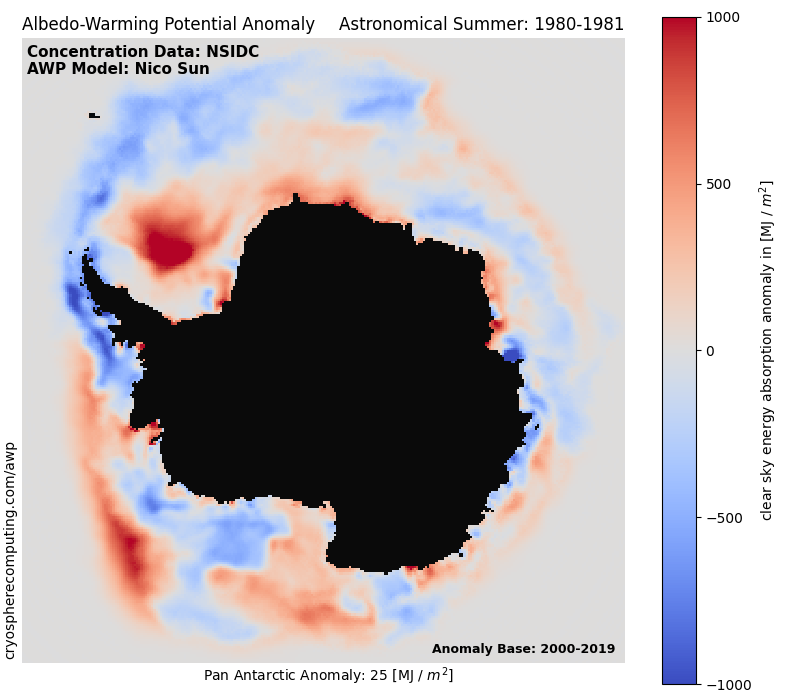 Albedo-Warming Potential Anomaly Astronomical Summer: 1980-1981
Concentration Data: NSIDC
AWP Model: Nico Sun
1000
500
0
−500
−1000
clear sky energy absorption anomaly in [MJ / m²]
cryospherecomputing.com/awp
Anomaly Base: 2000-2019
Pan Antarctic Anomaly: 25 [MJ / m²]